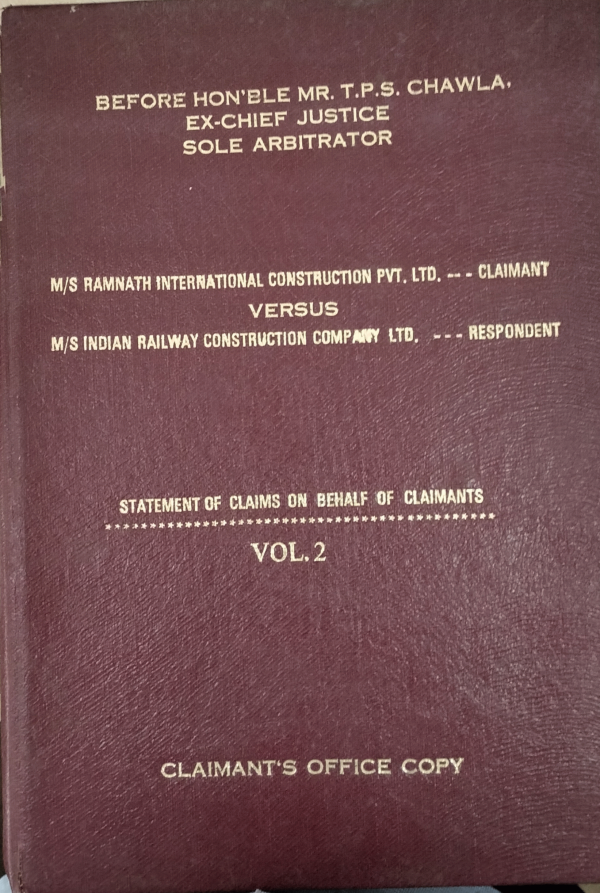 BEFORE HON'BLE MR. T.P.S. CHAWLA,
EX-CHIEF JUSTICE
SOLE ARBITRATOR
M/S RAMNATH INTERNATIONAL CONSTRUCTION PVT. LTD. --- CLAIMANT
VERSUS
M/S INDIAN RAILWAY CONSTRUCTION COMPANY LTD. --- RESPONDENT
STATEMENT OF CLAIMS ON BEHALF OF CLAIMANTS
VOL.2
CLAIMANT'S OFFICE COPY